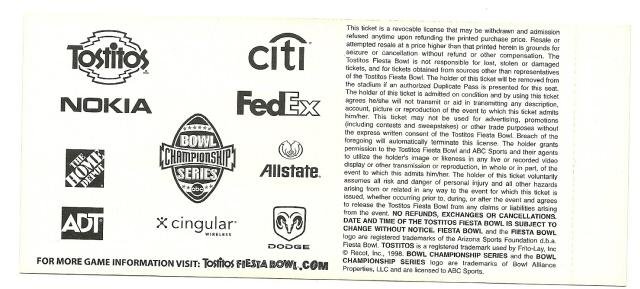 Tostitos
citi
NOKIA
FedEx
BOWL
CHAMPIONSHIP
SERIES
abc
THE HOME DEPOT
Allstate
ADT
cingular
WIRELESS
DODGE
FOR MORE GAME INFORMATION VISIT: TOSTITOS FIESTA BOWL.COM
This ticket is a revocable license that may be withdrawn and admission
refused anytime upon refunding the printed purchase price. Resale or
attempted resale at a price higher than that printed herein is grounds for
seizure or cancellation without refund or other compensation. The
Tostitos Fiesta Bowl is not responsible for lost, stolen or damaged
tickets, and for tickets obtained from sources other than representatives
of the Tostitos Fiesta Bowl. The holder of this ticket will be removed from
the stadium if an authorized Duplicate Pass is presented for this seat.
The holder of this ticket is admitted on condition and by using this ticket
agrees he/she will not transmit or aid in transmitting any description,
account, picture or reproduction of the event to which this ticket admits
him/her. This ticket may not be used for advertising, promotions
(including contests and sweepstakes) or other trade purposes without
the express written consent of the Tostitos Fiesta Bowl. Breach of the
foregoing will automatically terminate this license. The holder grants
permission to the Tostitos Fiesta Bowl and ABC Sports and their agents
to utilize the holder's image or likeness in any live or recorded video
display or other transmission or reproduction, in whole or in part, of the
event to which this admits him/her. The holder of this ticket voluntarily
assumes all risk and danger of personal injury and all other hazards
arising from or related in any way to the event for which this ticket is
issued, whether occurring prior to, during, or after the event and agrees
to release the Tostitos Fiesta Bowl from any claims or liabilities arising
from the event. NO REFUNDS, EXCHANGES OR CANCELLATIONS.
DATE AND TIME OF THE TOSTITOS FIESTA BOWL IS SUBJECT TO
CHANGE WITHOUT NOTICE. FIESTA BOWL and the FIESTA BOWL
logo are registered trademarks of the Arizona Sports Foundation d.b.a.
Fiesta Bowl. TOSTITOS is a registered trademark used by Frito-Lay, Inc
© Recot, Inc., 1998. BOWL CHAMPIONSHIP SERIES and the BOWL
CHAMPIONSHIP SERIES logo are trademarks of Bowl Alliance
Properties, LLC and are licensed to ABC Sports.